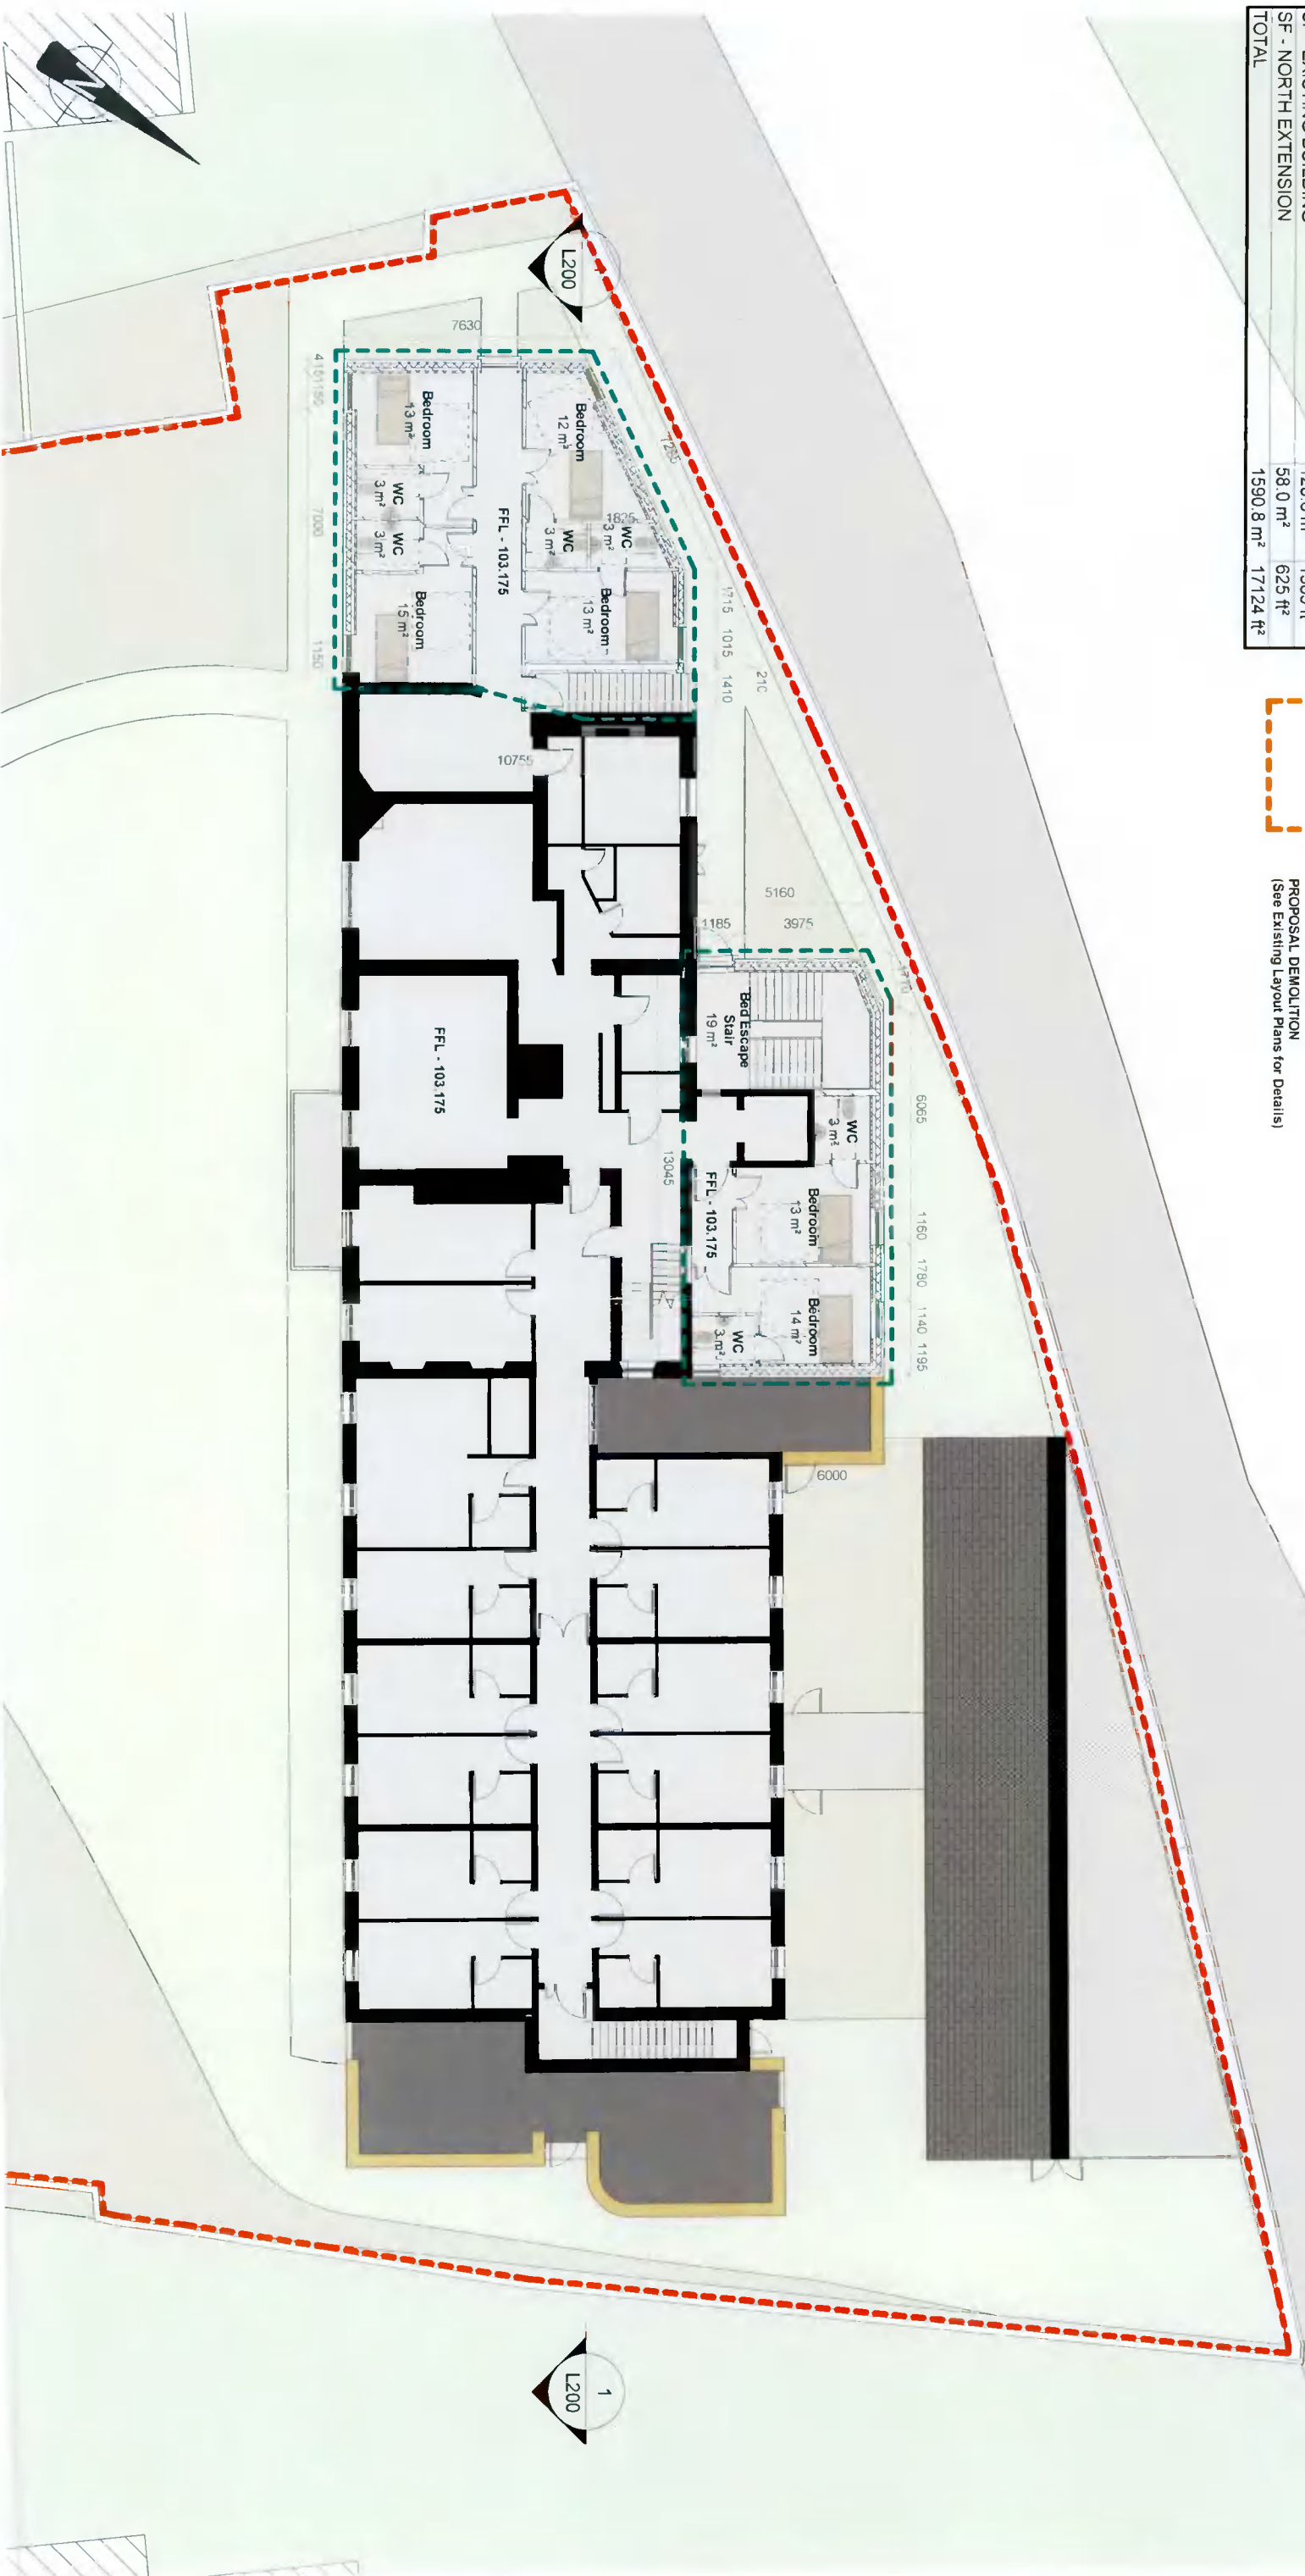 SF - NORTH EXTENSION 58.0 m² 625 ft²
TOTAL 1590.8 m² 17124 ft²
PROPOSAL DEMOLITION
(See Existing Layout Plans for Details)
N
L200
7630
7265
1715 1015 1410
210
Bedroom
12 m²
WC
3 m²
1825
WC
3 m²
Bedroom
13 m²
FFL - 103.175
Bedroom
13 m²
WC
3 m²
WC
3 m²
Bedroom
15 m²
7000
1150
10755
5160
1185 3975
1770
6065
1160 1780 1140 1195
Bed Escape
Stair
19 m²
WC
3 m²
Bedroom
13 m²
Bedroom
14 m²
WC
3 m²
FFL - 103.175
13045
FFL - 103.175
6000
1
L200